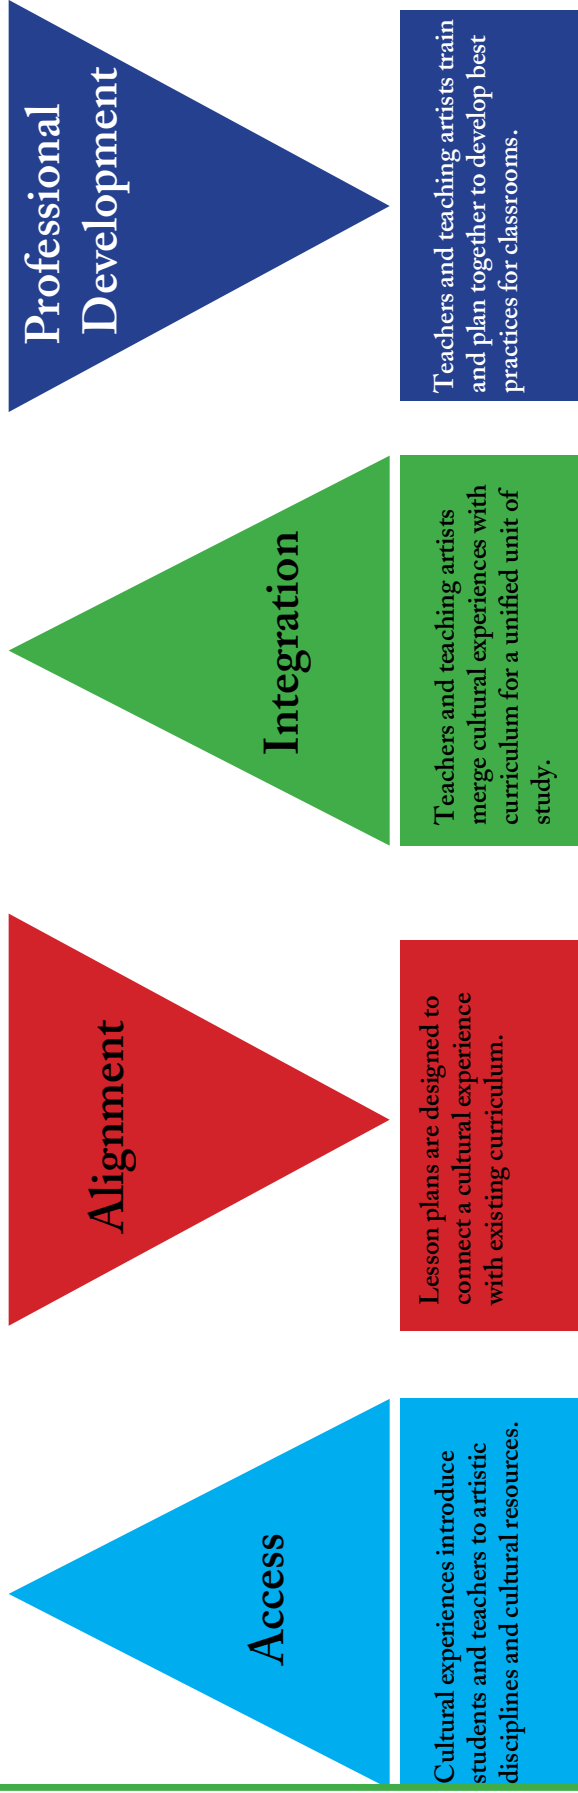 Access
Cultural experiences introduce
students and teachers to artistic
disciplines and cultural resources.
Alignment
Lesson plans are designed to
connect a cultural experience
with existing curriculum.
Integration
Teachers and teaching artists
merge cultural experiences with
curriculum for a unified unit of
study.
Professional
Development
Teachers and teaching artists train
and plan together to develop best
practices for classrooms.